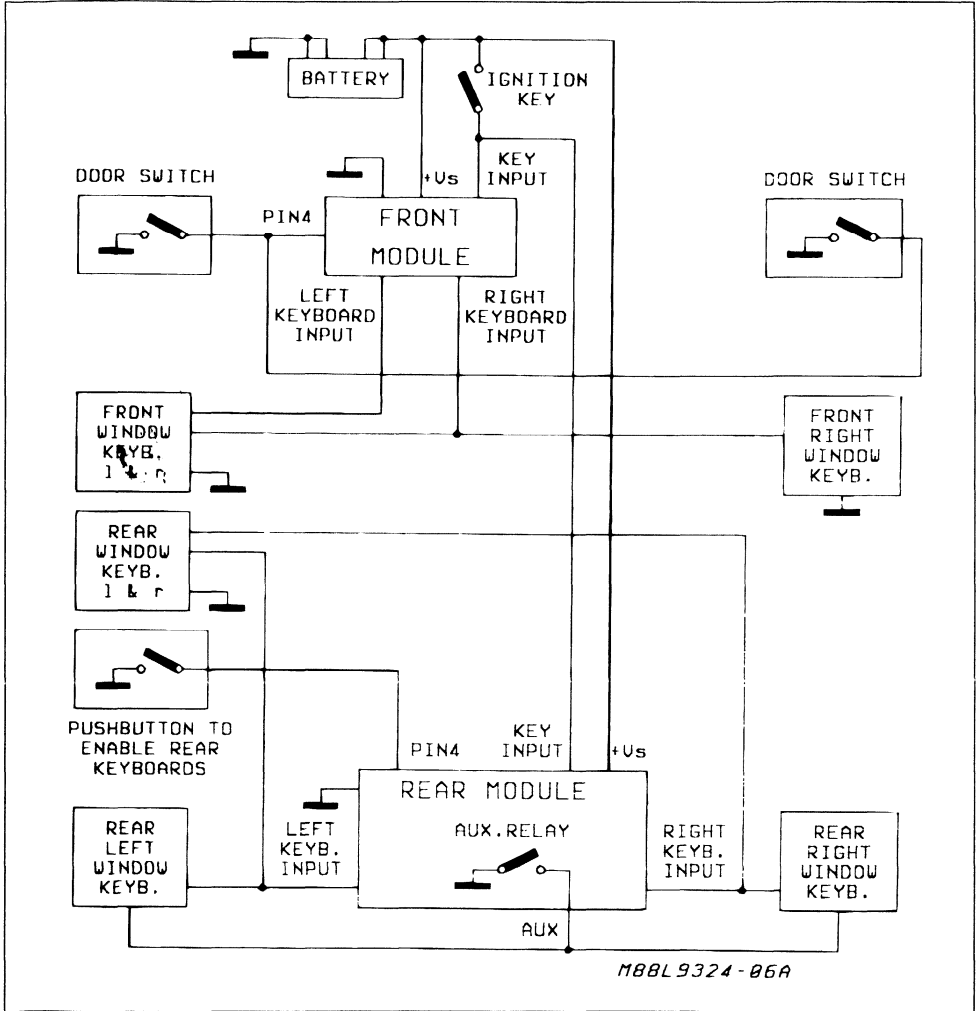 BATTERY
IGNITION
KEY
DOOR SWITCH
+Vs
KEY
INPUT
DOOR SWITCH
PIN4
FRONT
MODULE
LEFT
KEYBOARD
INPUT
RIGHT
KEYBOARD
INPUT
FRONT
WINDOW
KEYB.
l & r
FRONT
RIGHT
WINDOW
KEYB.
REAR
WINDOW
KEYB.
l & r
PUSHBUTTON TO
ENABLE REAR
KEYBOARDS
PIN4
KEY
INPUT
+Vs
REAR MODULE
AUX.RELAY
LEFT
KEYB.
INPUT
RIGHT
KEYB.
INPUT
REAR
LEFT
WINDOW
KEYB.
REAR
RIGHT
WINDOW
KEYB.
AUX
M88L9324-06A